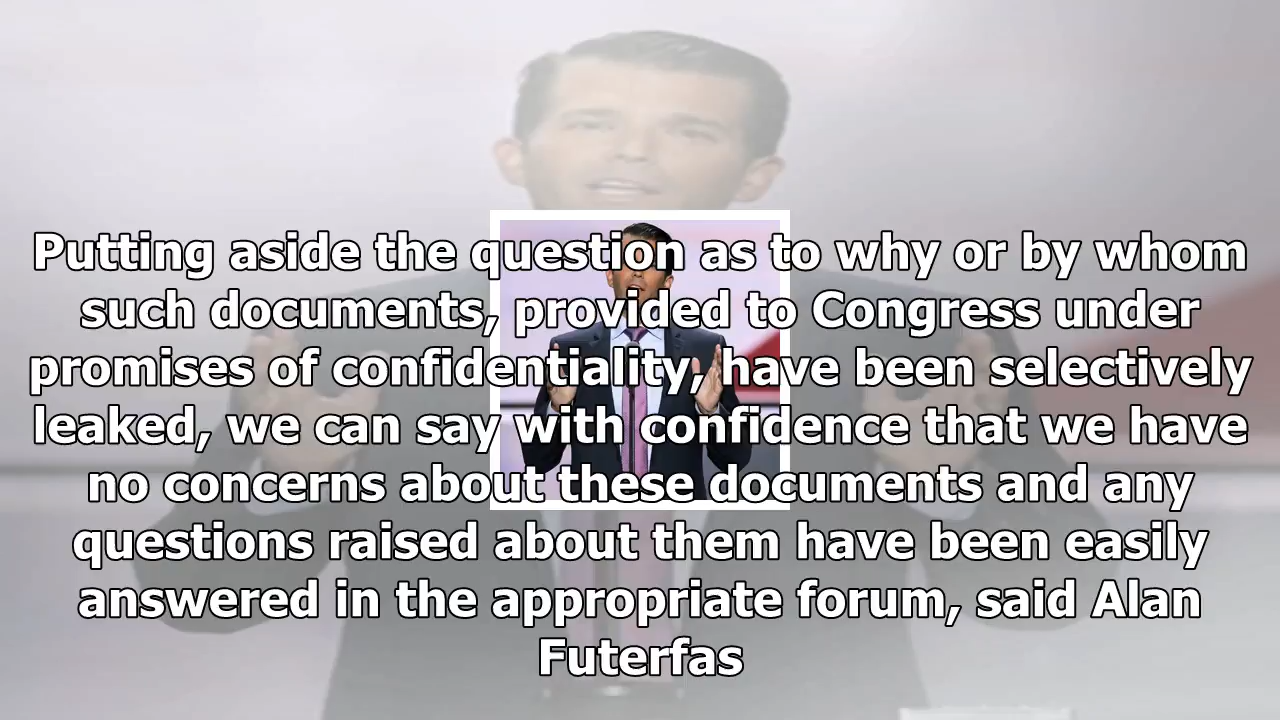 Putting aside the question as to why or by whom
such documents, provided to Congress under
promises of confidentiality, have been selectively
leaked, we can say with confidence that we have
no concerns about these documents and any
questions raised about them have been easily
answered in the appropriate forum, said Alan
Futerfas